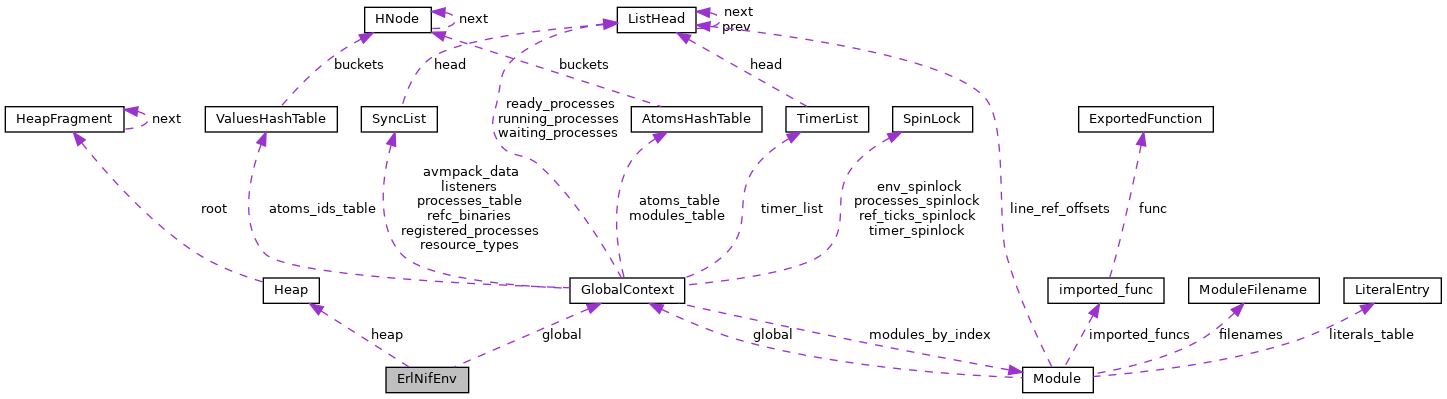 HNode
next
ListHead
next
prev
buckets
head
buckets
head
HeapFragment
next
ValuesHashTable
SyncList
ready_processes
running_processes
waiting_processes
AtomsHashTable
TimerList
SpinLock
ExportedFunction
root
atoms_ids_table
avmpack_data
listeners
processes_table
refc_binaries
registered_processes
resource_types
atoms_table
modules_table
timer_list
env_spinlock
processes_spinlock
ref_ticks_spinlock
timer_spinlock
line_ref_offsets
func
Heap
GlobalContext
imported_func
ModuleFilename
LiteralEntry
heap
global
global
modules_by_index
imported_funcs
filenames
literals_table
ErlNifEnv
Module